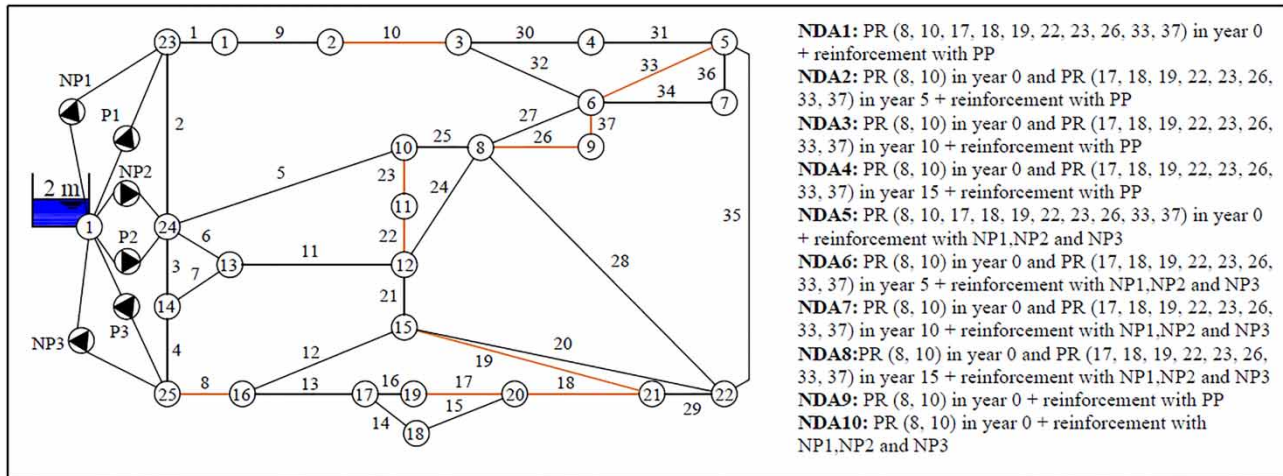 1
9
10
30
31
23
1
2
3
4
5
NP1
33
32
36
P1
34
6
7
2
27
37
25
26
10
8
9
5
NP2
23
24
2 m
11
35
1
24
22
6
28
P2
11
13
12
3
7
21
14
P3
15
20
NP3
12
19
4
8
13
16
17
18
25
16
17
19
20
21
22
14
15
29
18
NDA1: PR (8, 10, 17, 18, 19, 22, 23, 26, 33, 37) in year 0
+ reinforcement with PP
NDA2: PR (8, 10) in year 0 and PR (17, 18, 19, 22, 23, 26,
33, 37) in year 5 + reinforcement with PP
NDA3: PR (8, 10) in year 0 and PR (17, 18, 19, 22, 23, 26,
33, 37) in year 10 + reinforcement with PP
NDA4: PR (8, 10) in year 0 and PR (17, 18, 19, 22, 23, 26,
33, 37) in year 15 + reinforcement with PP
NDA5: PR (8, 10, 17, 18, 19, 22, 23, 26, 33, 37) in year 0
+ reinforcement with NP1,NP2 and NP3
NDA6: PR (8, 10) in year 0 and PR (17, 18, 19, 22, 23, 26,
33, 37) in year 5 + reinforcement with NP1,NP2 and NP3
NDA7: PR (8, 10) in year 0 and PR (17, 18, 19, 22, 23, 26,
33, 37) in year 10 + reinforcement with NP1,NP2 and NP3
NDA8:PR (8, 10) in year 0 and PR (17, 18, 19, 22, 23, 26,
33, 37) in year 15 + reinforcement with NP1,NP2 and NP3
NDA9: PR (8, 10) in year 0 + reinforcement with PP
NDA10: PR (8, 10) in year 0 + reinforcement with
NP1,NP2 and NP3